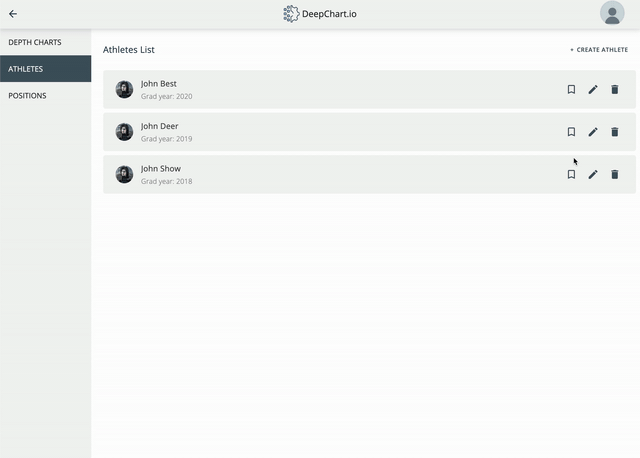 DeepChart.io
DEPTH CHARTS
ATHLETES
POSITIONS
Athletes List
+ CREATE ATHLETE
John Best
Grad year: 2020
John Deer
Grad year: 2019
John Show
Grad year: 2018